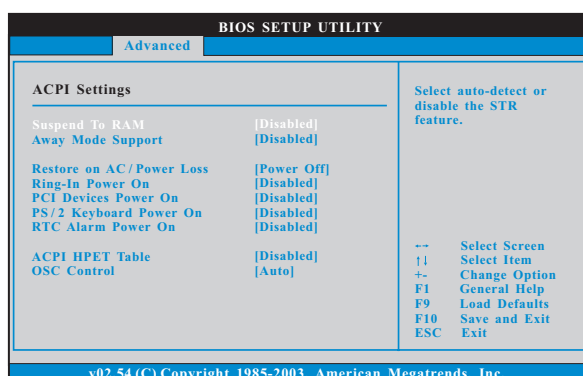 BIOS SETUP UTILITY
Advanced
ACPI Settings
Suspend To RAM [Disabled]
Away Mode Support [Disabled]
Restore on AC/Power Loss [Power Off]
Ring-In Power On [Disabled]
PCI Devices Power On [Disabled]
PS/2 Keyboard Power On [Disabled]
RTC Alarm Power On [Disabled]
ACPI HPET Table [Disabled]
OSC Control [Auto]
Select auto-detect or
disable the STR
feature.
←→ Select Screen
↑↓ Select Item
+- Change Option
F1 General Help
F9 Load Defaults
F10 Save and Exit
ESC Exit
v02.54 (C) Copyright 1985-2003, American Megatrends, Inc.